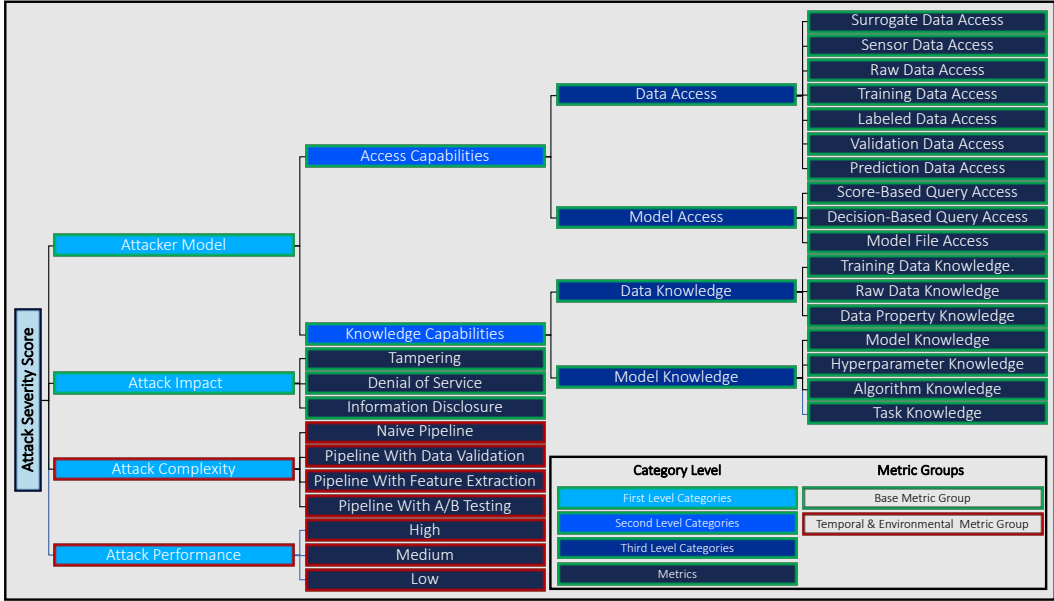 Attack Severity Score
Attacker Model
Attack Impact
Attack Complexity
Attack Performance
Access Capabilities
Knowledge Capabilities
Tampering
Denial of Service
Information Disclosure
Naive Pipeline
Pipeline With Data Validation
Pipeline With Feature Extraction
Pipeline With A/B Testing
High
Medium
Low
Data Access
Model Access
Data Knowledge
Model Knowledge
Surrogate Data Access
Sensor Data Access
Raw Data Access
Training Data Access
Labeled Data Access
Validation Data Access
Prediction Data Access
Score-Based Query Access
Decision-Based Query Access
Model File Access
Training Data Knowledge.
Raw Data Knowledge
Data Property Knowledge
Model Knowledge
Hyperparameter Knowledge
Algorithm Knowledge
Task Knowledge
Category Level
First Level Categories
Second Level Categories
Third Level Categories
Metrics
Metric Groups
Base Metric Group
Temporal & Environmental Metric Group